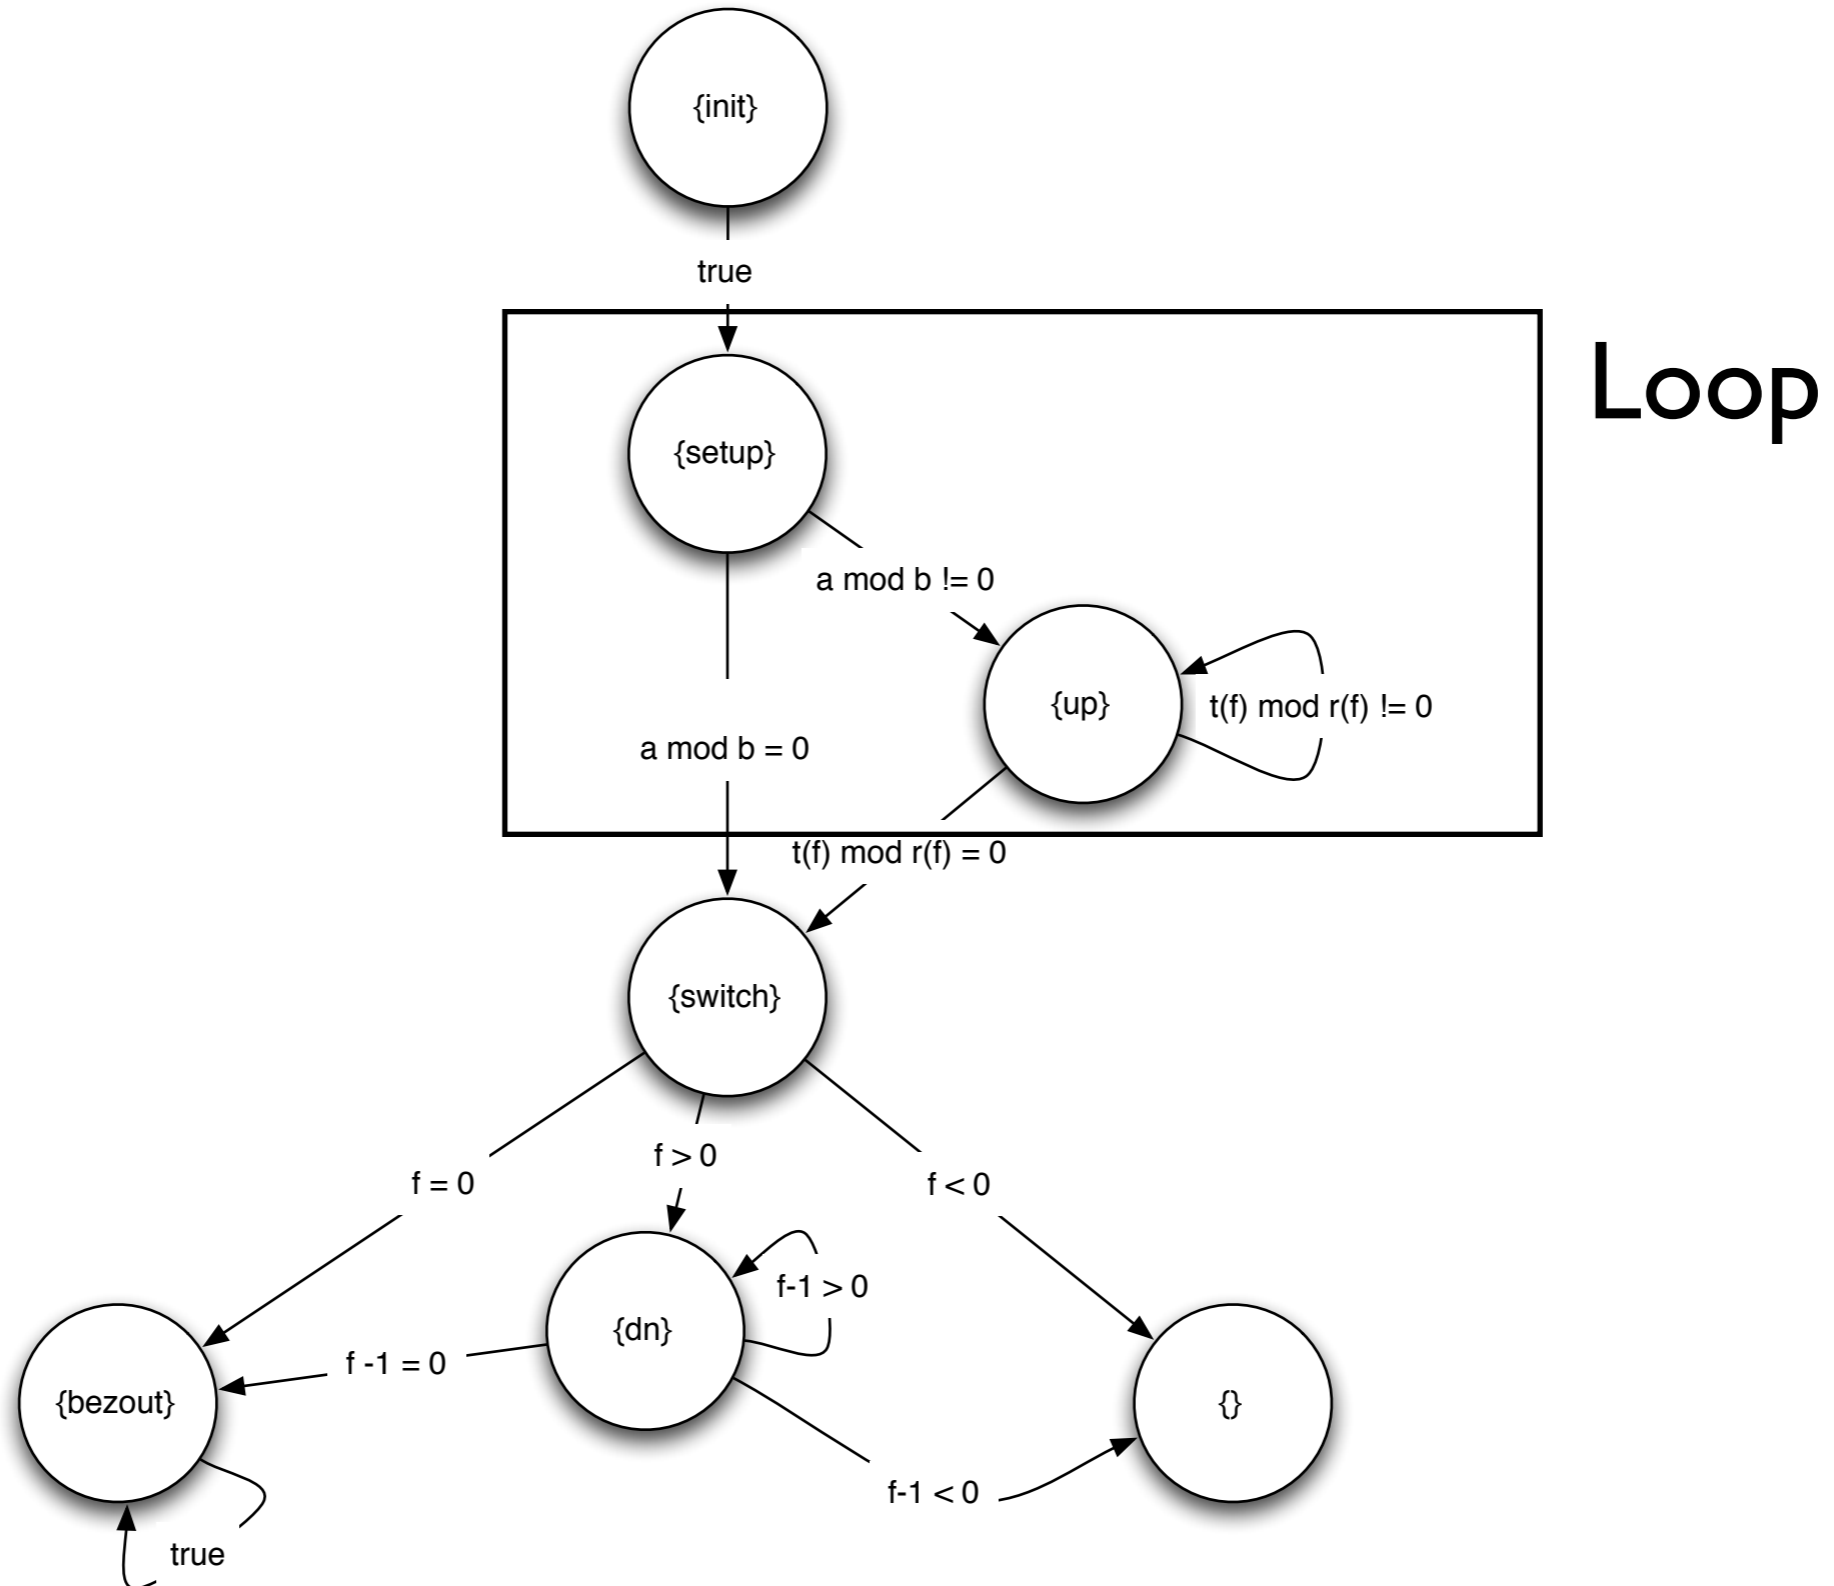 {init}
true
Loop
{setup}
a mod b != 0
{up}
t(f) mod r(f) != 0
a mod b = 0
t(f) mod r(f) = 0
{switch}
f > 0
f = 0
f < 0
f-1 > 0
{dn}
f -1 = 0
{bezout}
{}
f-1 < 0
true